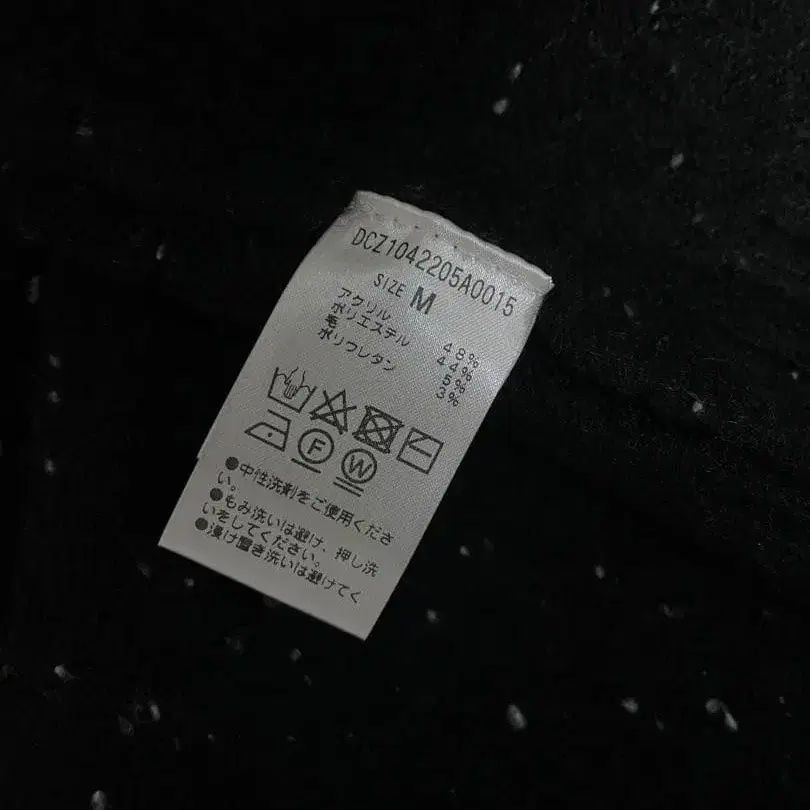 DCZ1042205A0015
SIZE M
アクリル 48%
ポリエステル 44%
毛 5%
ポリウレタン 3%
F W
●中性洗剤をご使用くださ
い。
●もみ洗いは避け、押し洗
いをしてください。
●浸け置き洗いは避けてく